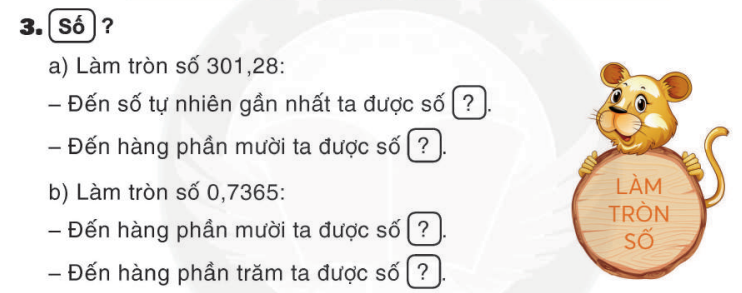 3. Số ?
a) Làm tròn số 301,28:
– Đến số tự nhiên gần nhất ta được số ?.
– Đến hàng phần mười ta được số ?.
b) Làm tròn số 0,7365:
– Đến hàng phần mười ta được số ?.
– Đến hàng phần trăm ta được số ?.
LÀM
TRÒN
SỐ